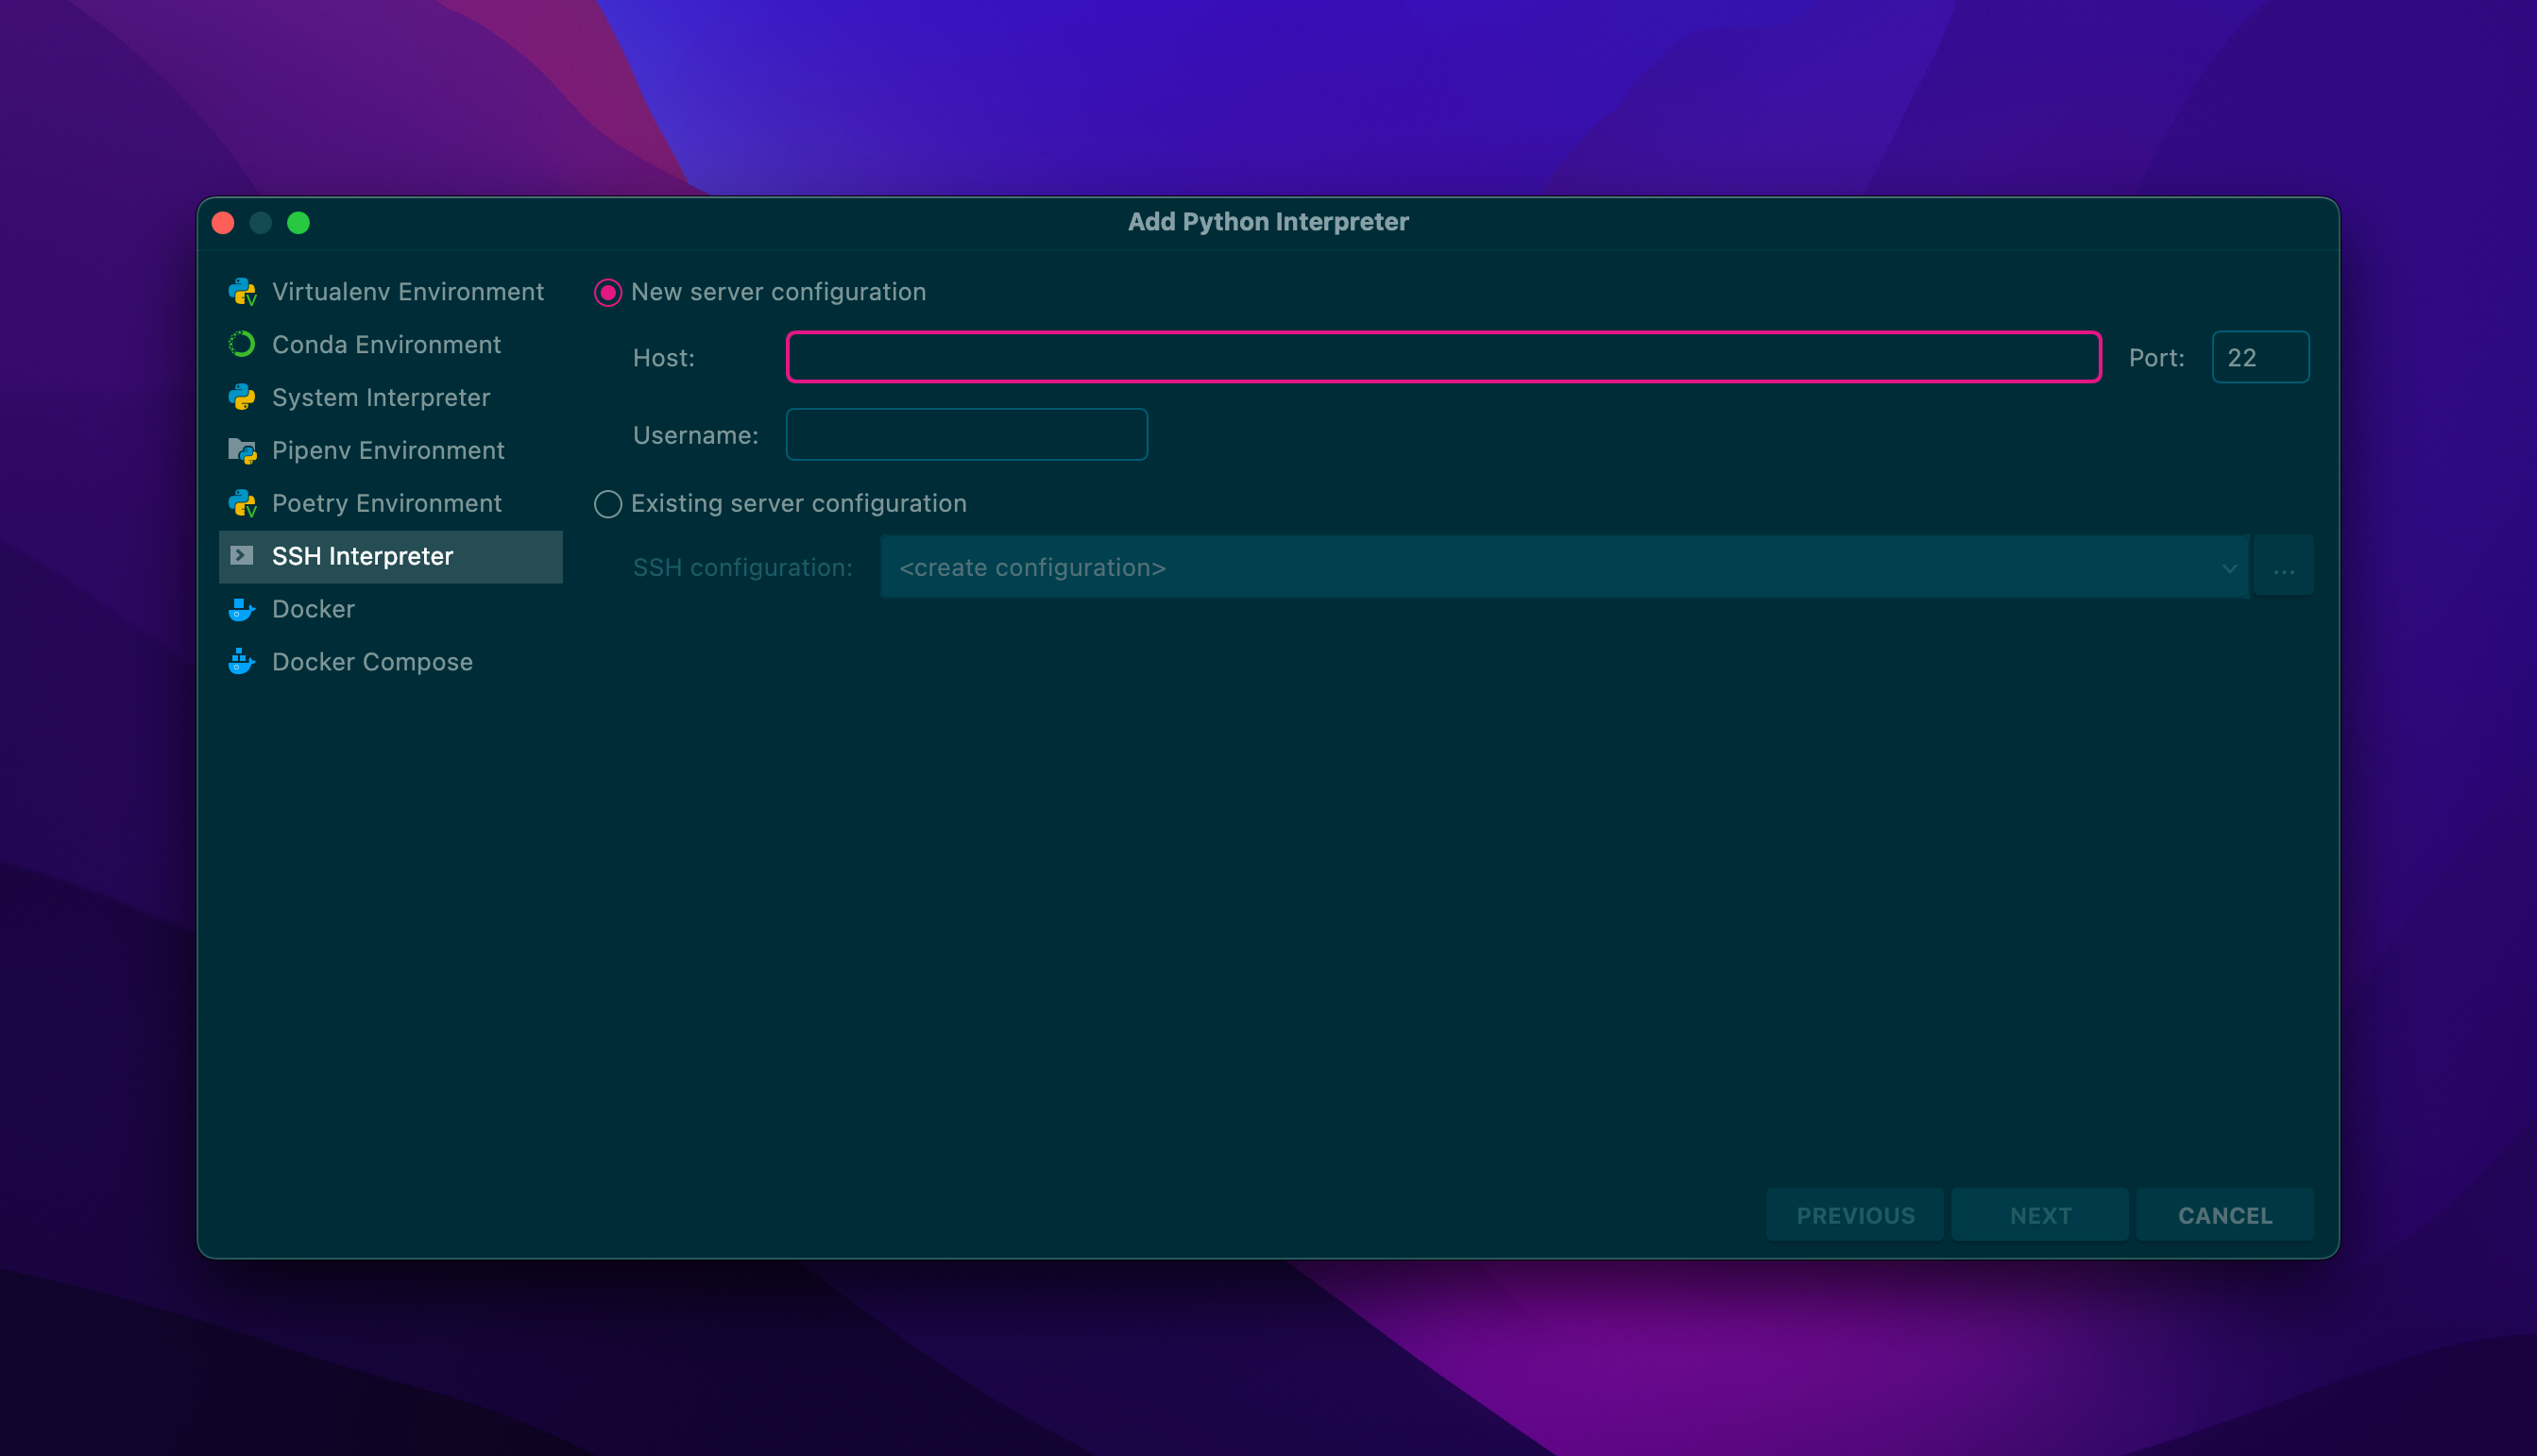 Add Python Interpreter
Virtualenv Environment
Conda Environment
System Interpreter
Pipenv Environment
Poetry Environment
SSH Interpreter
Docker
Docker Compose
New server configuration
Host:
Port: 22
Username:
Existing server configuration
SSH configuration: <create configuration> ...
PREVIOUS NEXT CANCEL